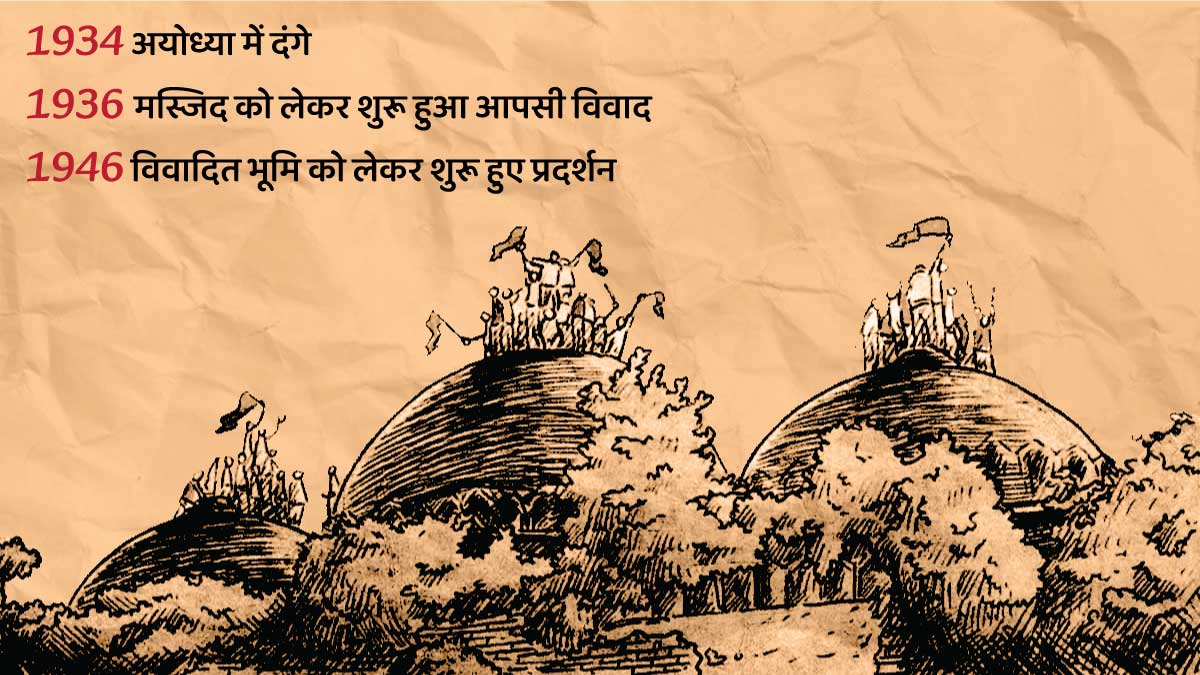 1934 अयोध्या में दंगे
1936 मस्जिद को लेकर शुरू हुआ आपसी विवाद
1946 विवादित भूमि को लेकर शुरू हुए प्रदर्शन